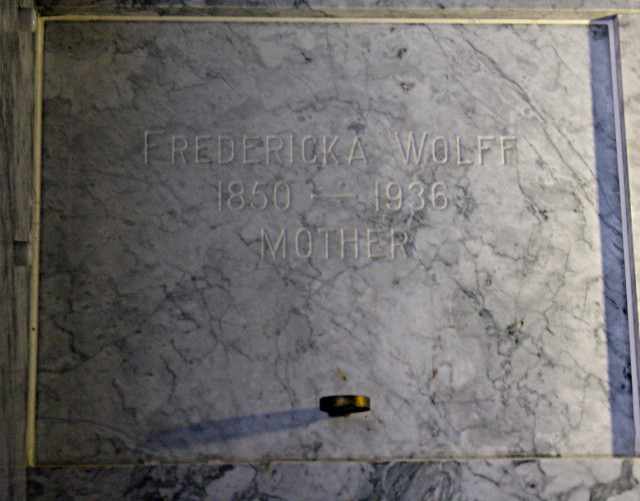 FREDERICKA WOLFF
1850 — 1936
MOTHER